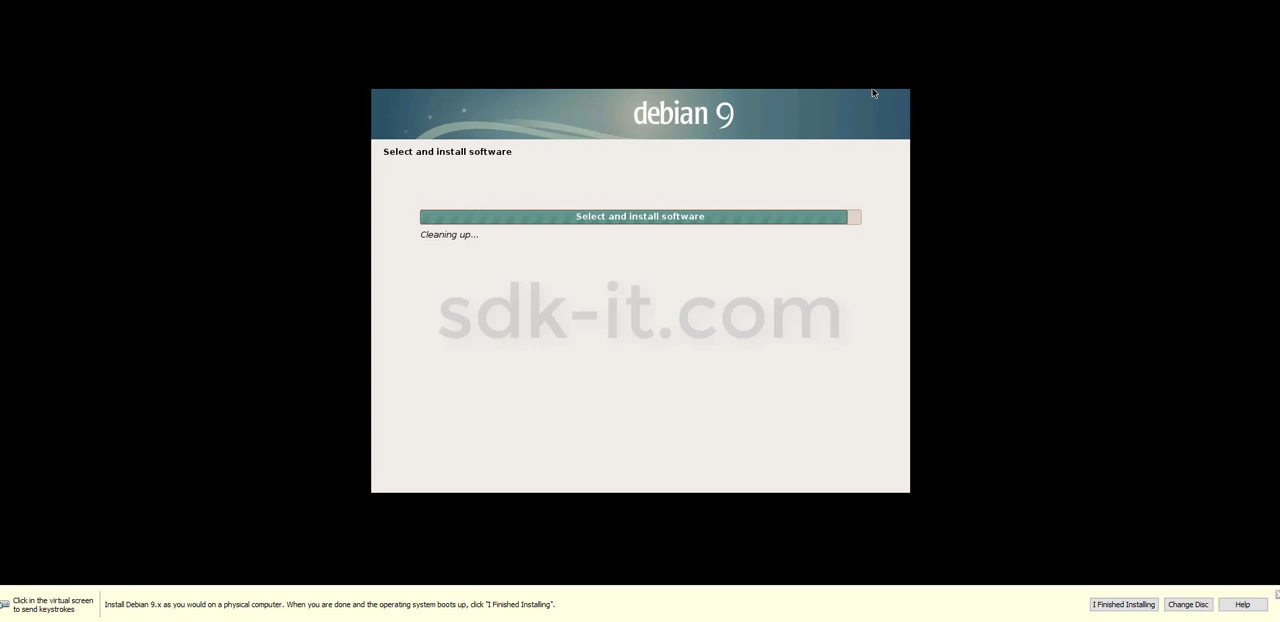 debian 9
Select and install software
Select and install software
Cleaning up...
sdk-it.com
Click in the virtual screen
to send keystrokes
Install Debian 9.x as you would on a physical computer. When you are done and the operating system boots up, click "I Finished Installing".
I Finished Installing
Change Disc
Help